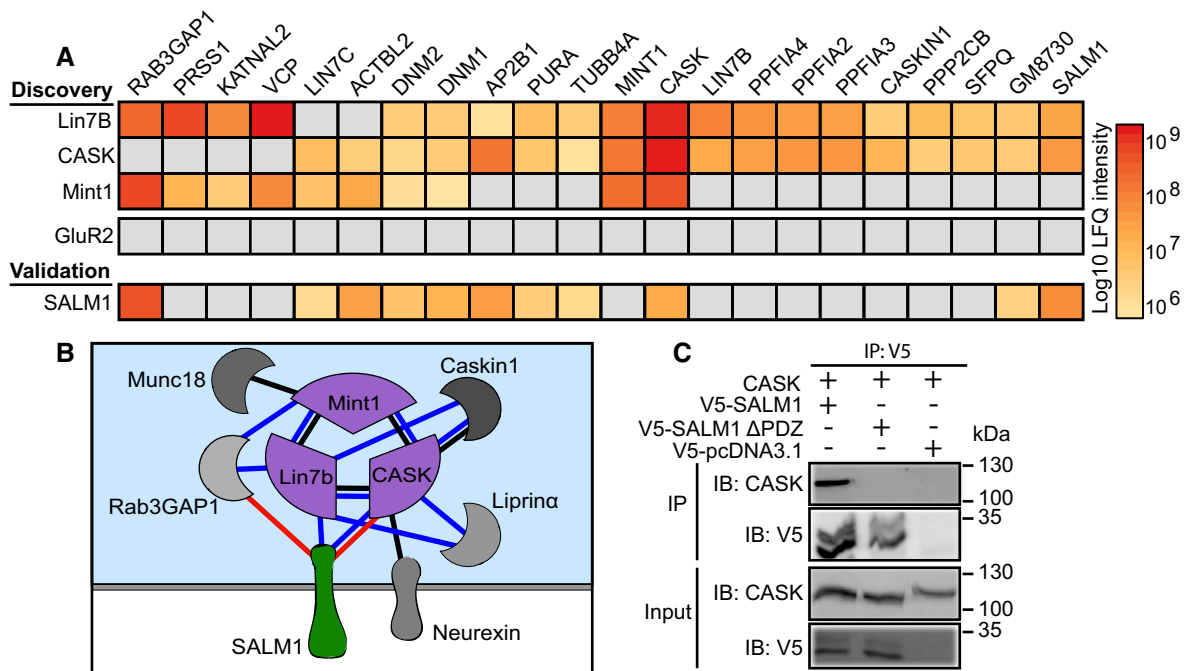 A
RAB3GAP1 PRSS1 KATNAL2 VCP LIN7C ACTBL2 DNM2 DNM1 AP2B1 PURA TUBB4A MINT1 CASK LIN7B PPFIA4 PPFIA2 PPFIA3 CASKIN1 PPP2CB SFPQ GM8730 SALM1
Discovery
Lin7B
CASK
Mint1
GluR2
Validation
SALM1
Log10 LFQ intensity
10^9
10^8
10^7
10^6
B
Munc18
Caskin1
Mint1
Lin7b
CASK
Rab3GAP1
Liprinα
SALM1
Neurexin
C
IP: V5
CASK + + +
V5-SALM1 + - -
V5-SALM1 ΔPDZ - + -
V5-pcDNA3.1 - - +
kDa
IP
IB: CASK
130
100
IB: V5
35
Input
IB: CASK
130
100
IB: V5
35